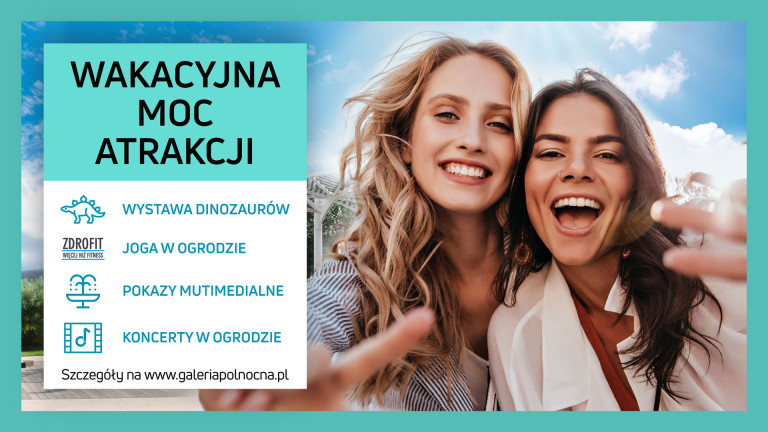 WAKACYJNA
MOC
ATRAKCJI
WYSTAWA DINOZAURÓW
ZDROFIT
WIĘCEJ NIŻ FITNESS
JOGA W OGRODZIE
POKAZY MUTIMEDIALNE
KONCERTY W OGRODZIE
Szczegóły na www.galeriapolnocna.pl